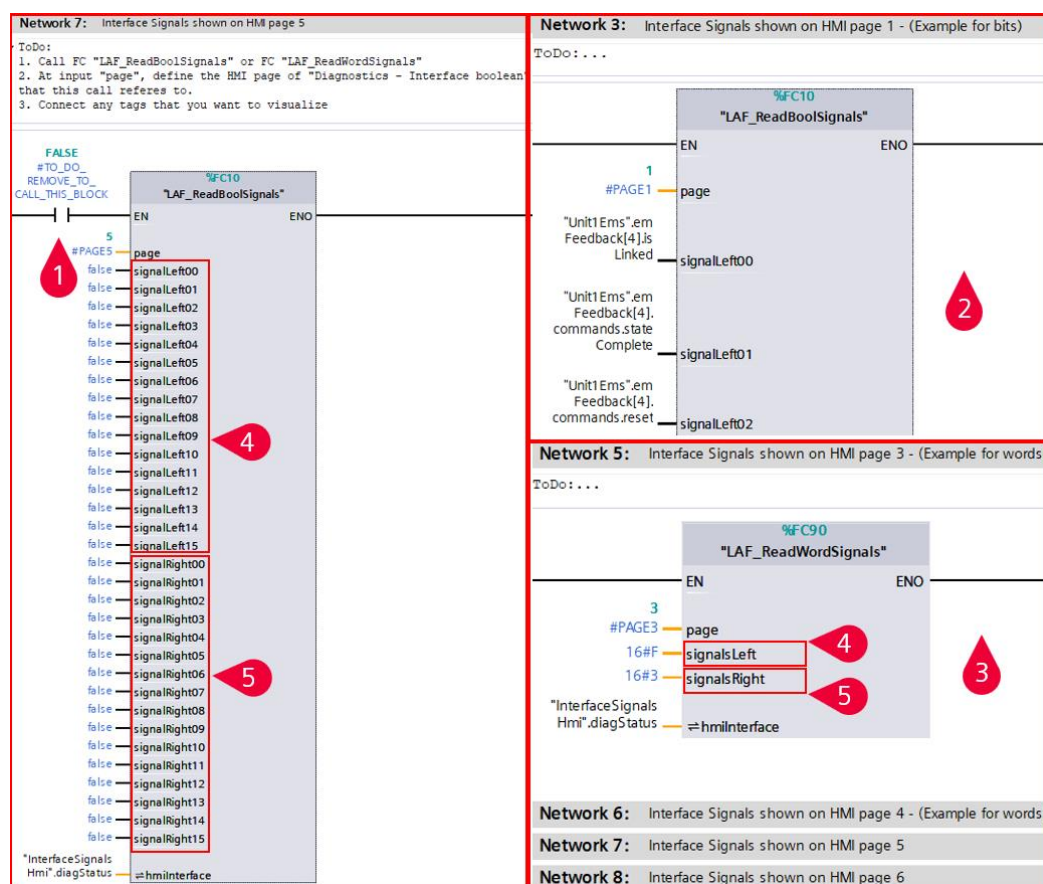 Network 7: Interface Signals shown on HMI page 5
ToDo:
1. Call FC "LAF_ReadBoolSignals" or FC "LAF_ReadWordSignals"
2. At input "page", define the HMI page of "Diagnostics - Interface boolean"
that this call referes to.
3. Connect any tags that you want to visualize
FALSE
#TO_DO_
REMOVE_TO_
CALL_THIS_BLOCK
%FC10
"LAF_ReadBoolSignals"
EN ENO
1
5
#PAGE5 page
false signalLeft00
false signalLeft01
false signalLeft02
false signalLeft03
false signalLeft04
false signalLeft05
false signalLeft06
false signalLeft07
false signalLeft08
false signalLeft09
4
false signalLeft10
false signalLeft11
false signalLeft12
false signalLeft13
false signalLeft14
false signalLeft15
false signalRight00
false signalRight01
false signalRight02
false signalRight03
false signalRight04
false signalRight05
false signalRight06
5
false signalRight07
false signalRight08
false signalRight09
false signalRight10
false signalRight11
false signalRight12
false signalRight13
false signalRight14
false signalRight15
"InterfaceSignals
Hmi".diagStatus hmiInterface
Network 3: Interface Signals shown on HMI page 1 - (Example for bits)
ToDo:...
%FC10
"LAF_ReadBoolSignals"
EN ENO
1
#PAGE1 page
"Unit1Ems".em
Feedback[4].is
Linked signalLeft00
2
"Unit1Ems".em
Feedback[4].
commands.state
Complete signalLeft01
"Unit1Ems".em
Feedback[4].
commands.reset signalLeft02
Network 5: Interface Signals shown on HMI page 3 - (Example for words
ToDo:...
%FC90
"LAF_ReadWordSignals"
EN ENO
3
#PAGE3 page
16#F signalsLeft
4
16#3 signalsRight
5
3
"InterfaceSignals
Hmi".diagStatus hmiInterface
Network 6: Interface Signals shown on HMI page 4 - (Example for words
Network 7: Interface Signals shown on HMI page 5
Network 8: Interface Signals shown on HMI page 6